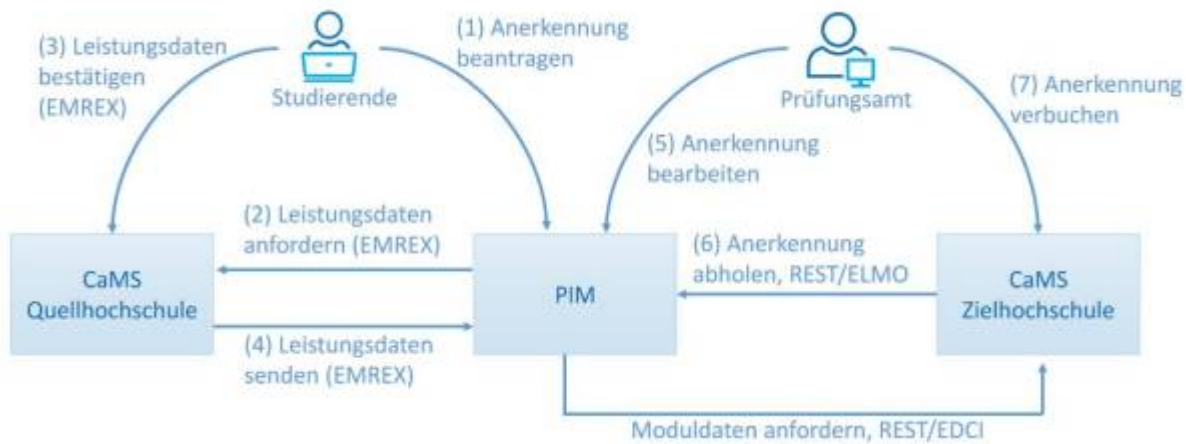 (3) Leistungsdaten
bestätigen
(EMREX)
Studierende
(1) Anerkennung
beantragen
Prüfungsamt
(7) Anerkennung
verbuchen
(5) Anerkennung
bearbeiten
(2) Leistungsdaten
anfordern (EMREX)
(6) Anerkennung
abholen, REST/ELMO
CaMS
Quellhochschule
PIM
CaMS
Zielhochschule
(4) Leistungsdaten
senden (EMREX)
Moduldaten anfordern, REST/EDCI